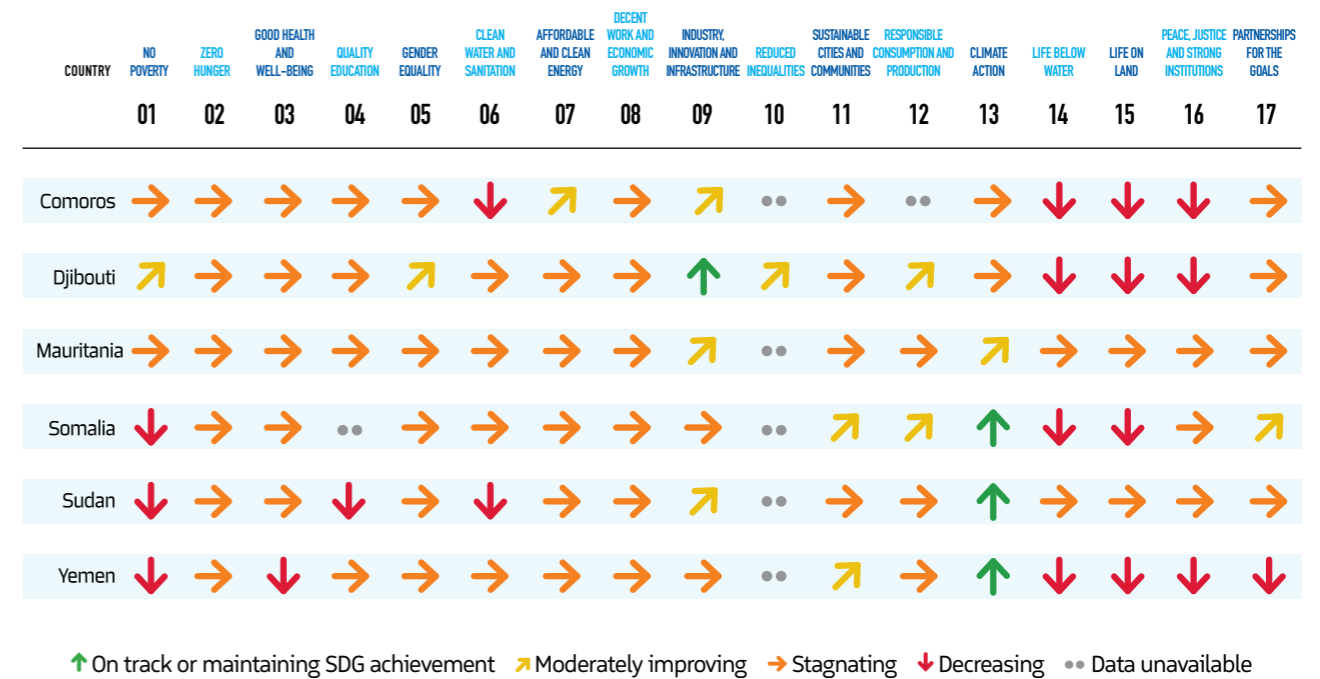 COUNTRY
NO
POVERTY
ZERO
HUNGER
GOOD HEALTH
AND
WELL-BEING
QUALITY
EDUCATION
GENDER
EQUALITY
CLEAN
WATER AND
SANITATION
AFFORDABLE
AND CLEAN
ENERGY
DECENT
WORK AND
ECONOMIC
GROWTH
INDUSTRY,
INNOVATION AND
INFRASTRUCTURE
REDUCED
INEQUALITIES
SUSTAINABLE
CITIES AND
COMMUNITIES
RESPONSIBLE
CONSUMPTION AND
PRODUCTION
CLIMATE
ACTION
LIFE BELOW
WATER
LIFE ON
LAND
PEACE, JUSTICE
AND STRONG
INSTITUTIONS
PARTNERSHIPS
FOR THE
GOALS
01 02 03 04 05 06 07 08 09 10 11 12 13 14 15 16 17
Comoros
Djibouti
Mauritania
Somalia
Sudan
Yemen
On track or maintaining SDG achievement Moderately improving Stagnating Decreasing Data unavailable